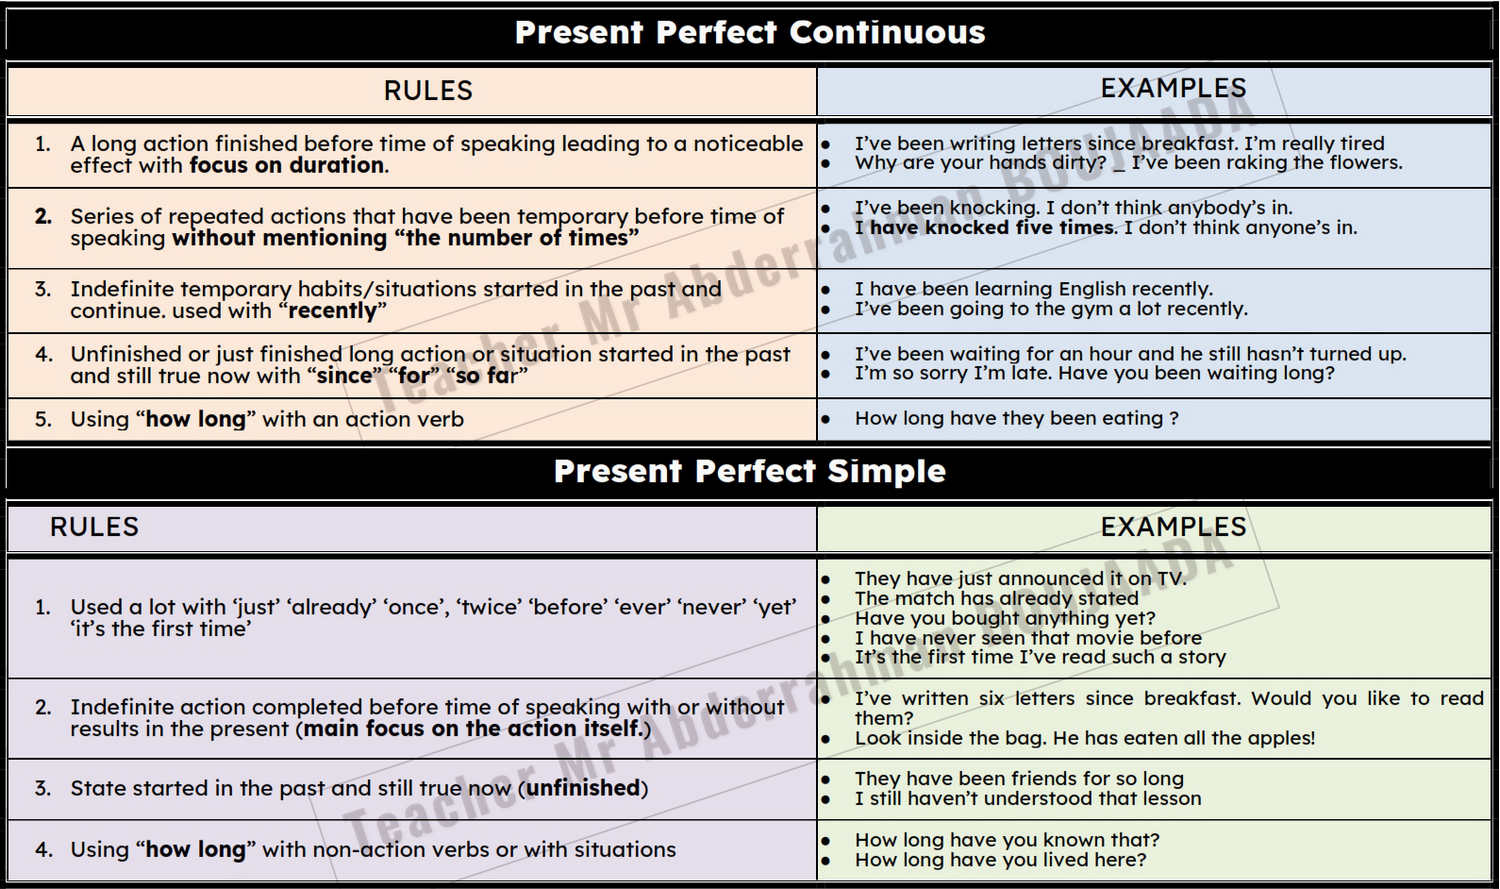 Present Perfect Continuous
RULES
EXAMPLES
1. A long action finished before time of speaking leading to a noticeable
effect with focus on duration.
● I’ve been writing letters since breakfast. I’m really tired
● Why are your hands dirty? _ I’ve been raking the flowers.
2. Series of repeated actions that have been temporary before time of
speaking without mentioning “the number of times”
● I’ve been knocking. I don’t think anybody’s in.
● I have knocked five times. I don’t think anyone’s in.
3. Indefinite temporary habits/situations started in the past and
continue. used with “recently”
● I have been learning English recently.
● I’ve been going to the gym a lot recently.
4. Unfinished or just finished long action or situation started in the past
and still true now with “since” “for” “so far”
● I’ve been waiting for an hour and he still hasn’t turned up.
● I’m so sorry I’m late. Have you been waiting long?
5. Using “how long” with an action verb
● How long have they been eating ?
Teacher Mr Abderrahman BOUJAADA
Present Perfect Simple
RULES
EXAMPLES
1. Used a lot with ‘just’ ‘already’ ‘once’, ‘twice’ ‘before’ ‘ever’ ‘never’ ‘yet’
‘it’s the first time’
● They have just announced it on TV.
● The match has already stated
● Have you bought anything yet?
● I have never seen that movie before
● It’s the first time I’ve read such a story
2. Indefinite action completed before time of speaking with or without
results in the present (main focus on the action itself.)
● I’ve written six letters since breakfast. Would you like to read
them?
● Look inside the bag. He has eaten all the apples!
3. State started in the past and still true now (unfinished)
● They have been friends for so long
● I still haven’t understood that lesson
4. Using “how long” with non-action verbs or with situations
● How long have you known that?
● How long have you lived here?
Teacher Mr Abderrahman BOUJAADA